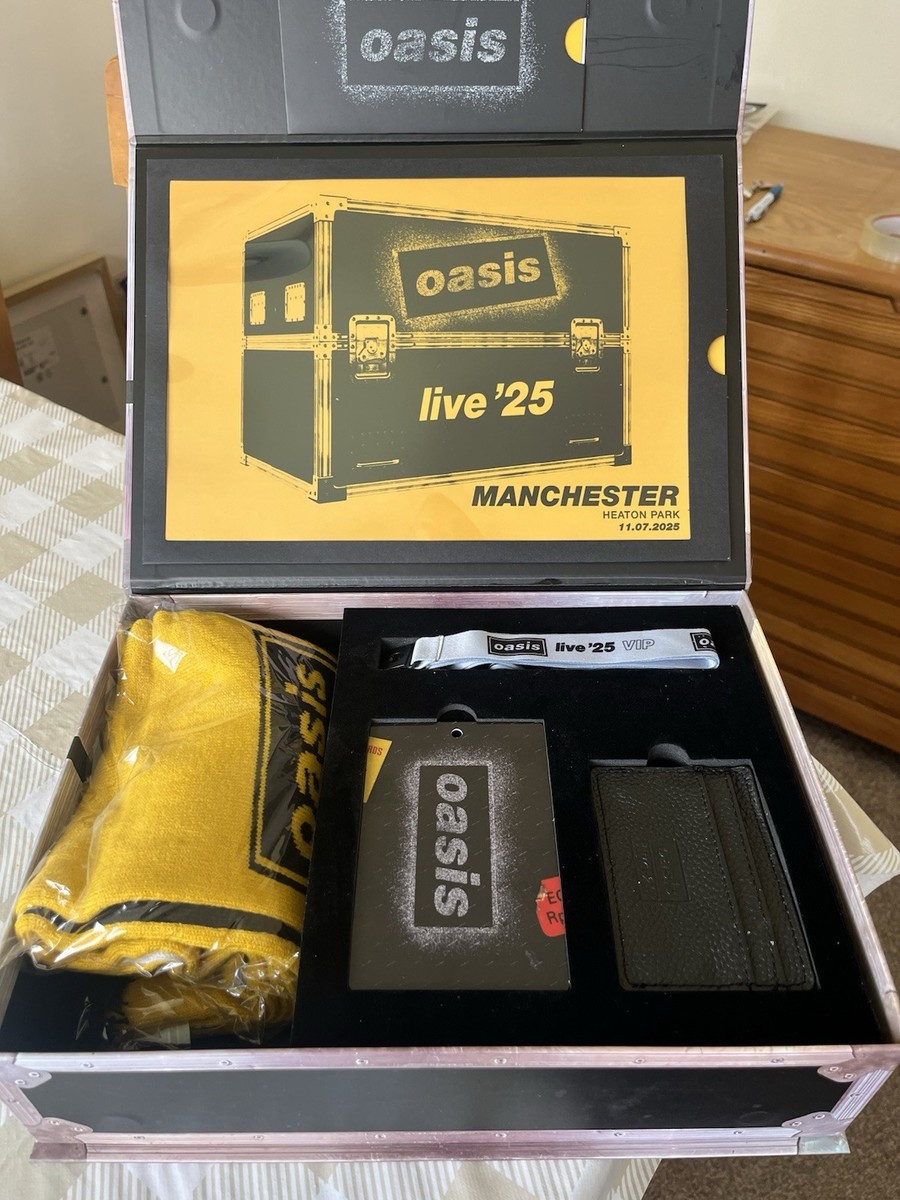 oasis
oasis
live '25
MANCHESTER
HEATON PARK
11.07.2025
oasis live '25 VIP
oasis
oasis